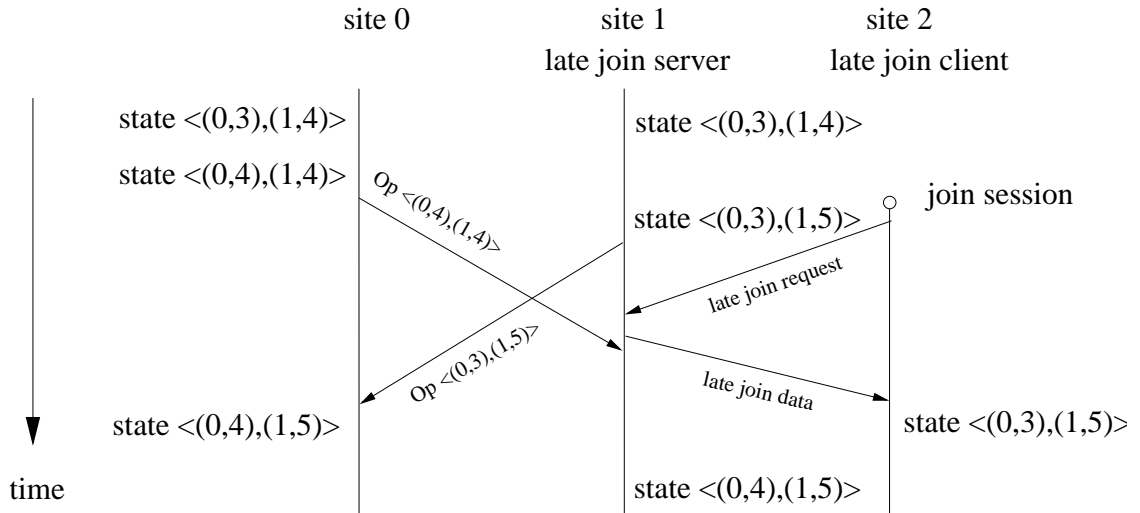 site 0
site 1
site 2
late join server
late join client
state <(0,3),(1,4)>
state <(0,3),(1,4)>
state <(0,4),(1,4)>
Op <(0,4),(1,4)>
join session
state <(0,3),(1,5)>
late join request
Op <(0,3),(1,5)>
late join data
state <(0,4),(1,5)>
state <(0,3),(1,5)>
time
state <(0,4),(1,5)>